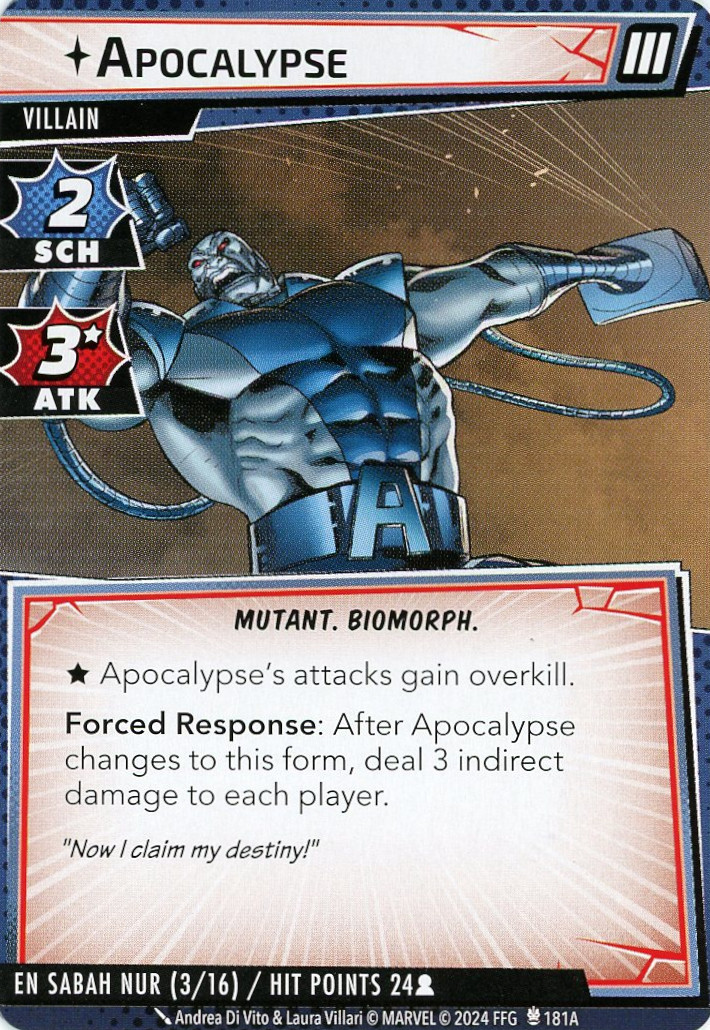 APOCALYPSE
III
VILLAIN
2
SCH
3
ATK
A
MUTANT. BIOMORPH.
★ Apocalypse's attacks gain overkill.
Forced Response: After Apocalypse
changes to this form, deal 3 indirect
damage to each player.
"Now I claim my destiny!"
EN SABAH NUR (3/16) / HIT POINTS 24
Andrea Di Vito & Laura Villari © MARVEL © 2024 FFG 181A